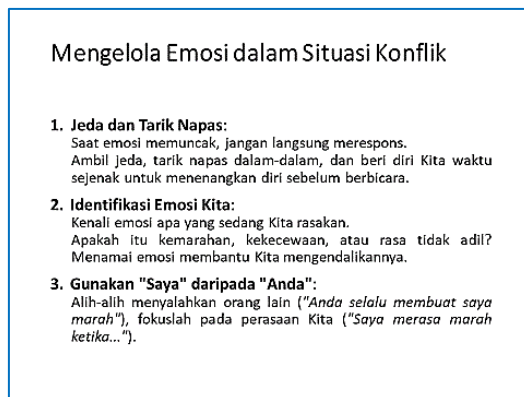 Mengelola Emosi dalam Situasi Konflik
1. Jeda dan Tarik Napas:
Saat emosi memuncak, jangan langsung merespons.
Ambil jeda, tarik napas dalam-dalam, dan beri diri Kita waktu
sejenak untuk menenangkan diri sebelum berbicara.
2. Identifikasi Emosi Kita:
Kenali emosi apa yang sedang Kita rasakan.
Apakah itu kemarahan, kekecewaan, atau rasa tidak adil?
Menamai emosi membantu Kita mengendalikannya.
3. Gunakan "Saya" daripada "Anda":
Alih-alih menyalahkan orang lain ("Anda selalu membuat saya
marah"), fokuslah pada perasaan Kita ("Saya merasa marah
ketika...").